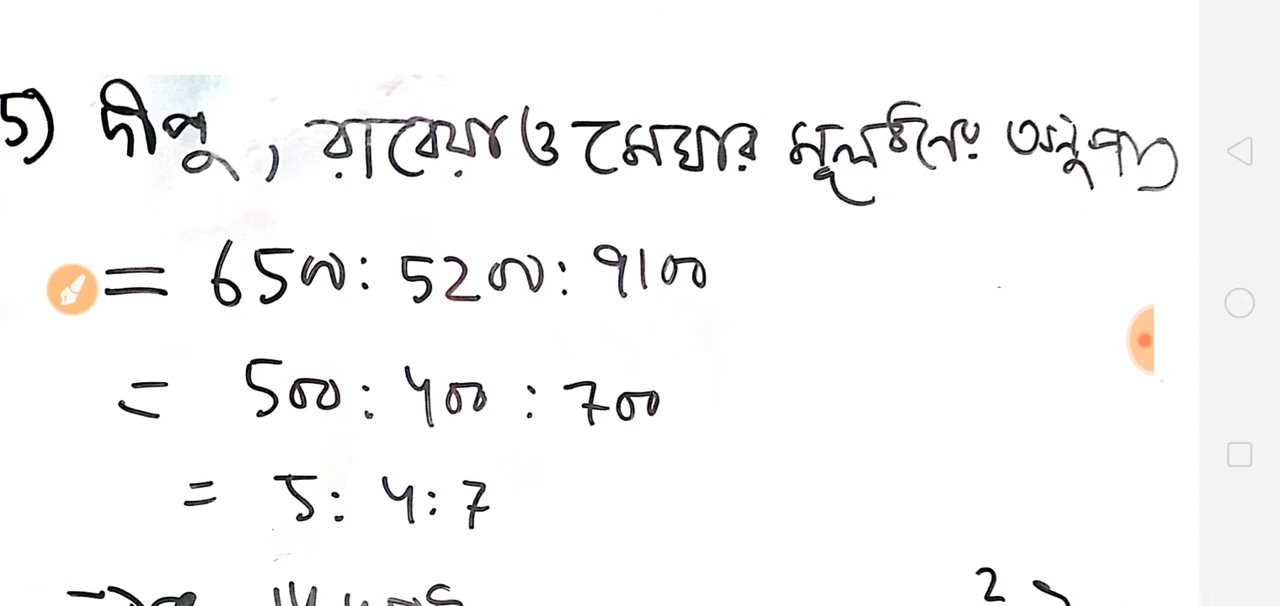 5) দীপু, রাবেয়া ও মেঘার মূলধনের অনুপাত
= 6500 : 5200 : 9100
= 500 : 400 : 700
= 5 : 4 : 7